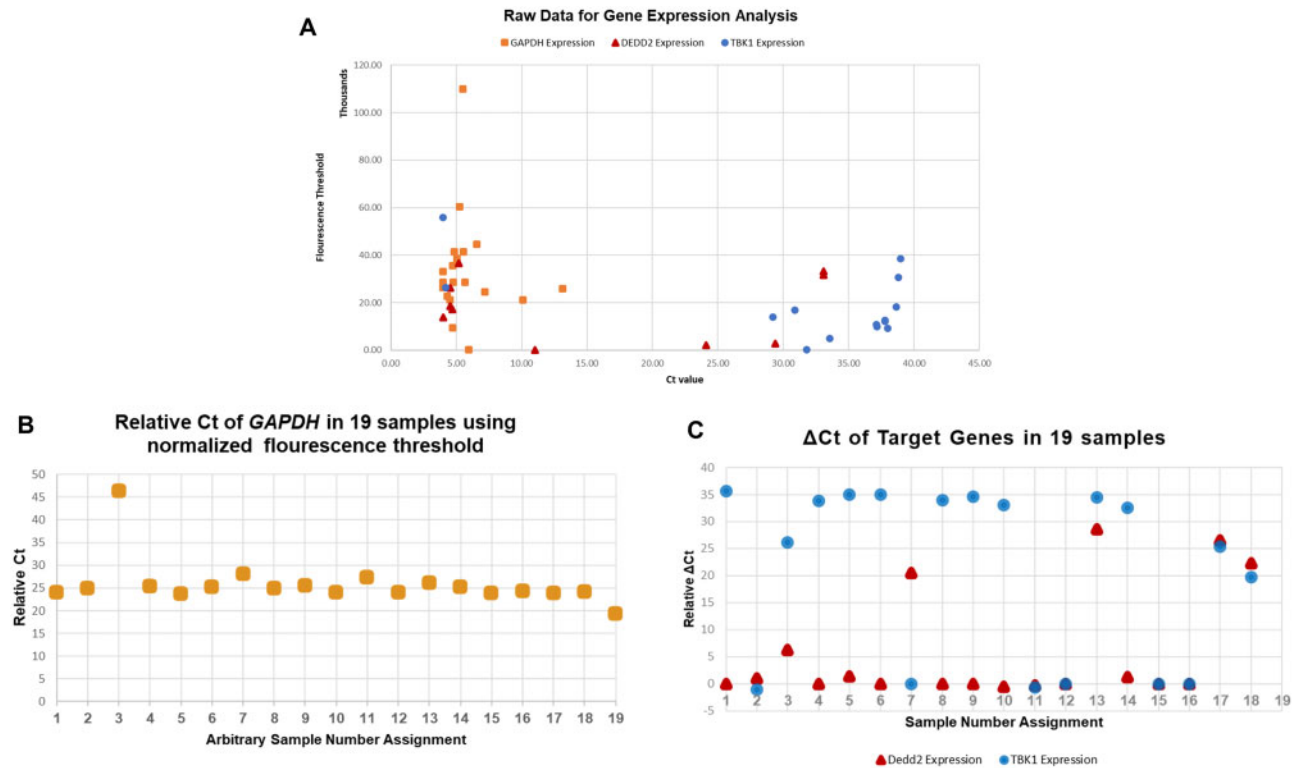 A
Raw Data for Gene Expression Analysis
GAPDH Expression DEDD2 Expression TBK1 Expression
Thousands
Flourescence Threshold
120.00
100.00
80.00
60.00
40.00
20.00
0.00
0.00 5.00 10.00 15.00 20.00 25.00 30.00 35.00 40.00 45.00
Ct value
B
Relative Ct of GAPDH in 19 samples using
normalized flourescence threshold
Relative Ct
50
45
40
35
30
25
20
15
10
5
0
1 2 3 4 5 6 7 8 9 10 11 12 13 14 15 16 17 18 19
Arbitrary Sample Number Assignment
C
ΔCt of Target Genes in 19 samples
Relative ΔCt
40
35
30
25
20
15
10
5
0
-5
1 2 3 4 5 6 7 8 9 10 11 12 13 14 15 16 17 18 19
Sample Number Assignment
Dedd2 Expression TBK1 Expression